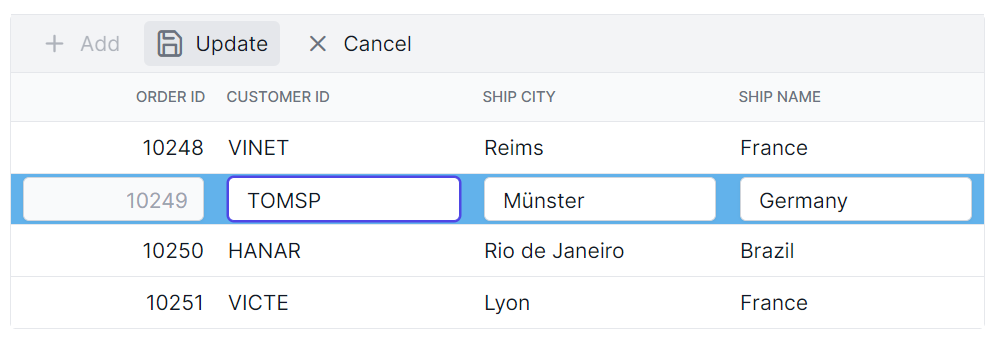 Add Update Cancel
ORDER ID CUSTOMER ID SHIP CITY SHIP NAME
10248 VINET Reims France
10249 TOMSP Münster Germany
10250 HANAR Rio de Janeiro Brazil
10251 VICTE Lyon France